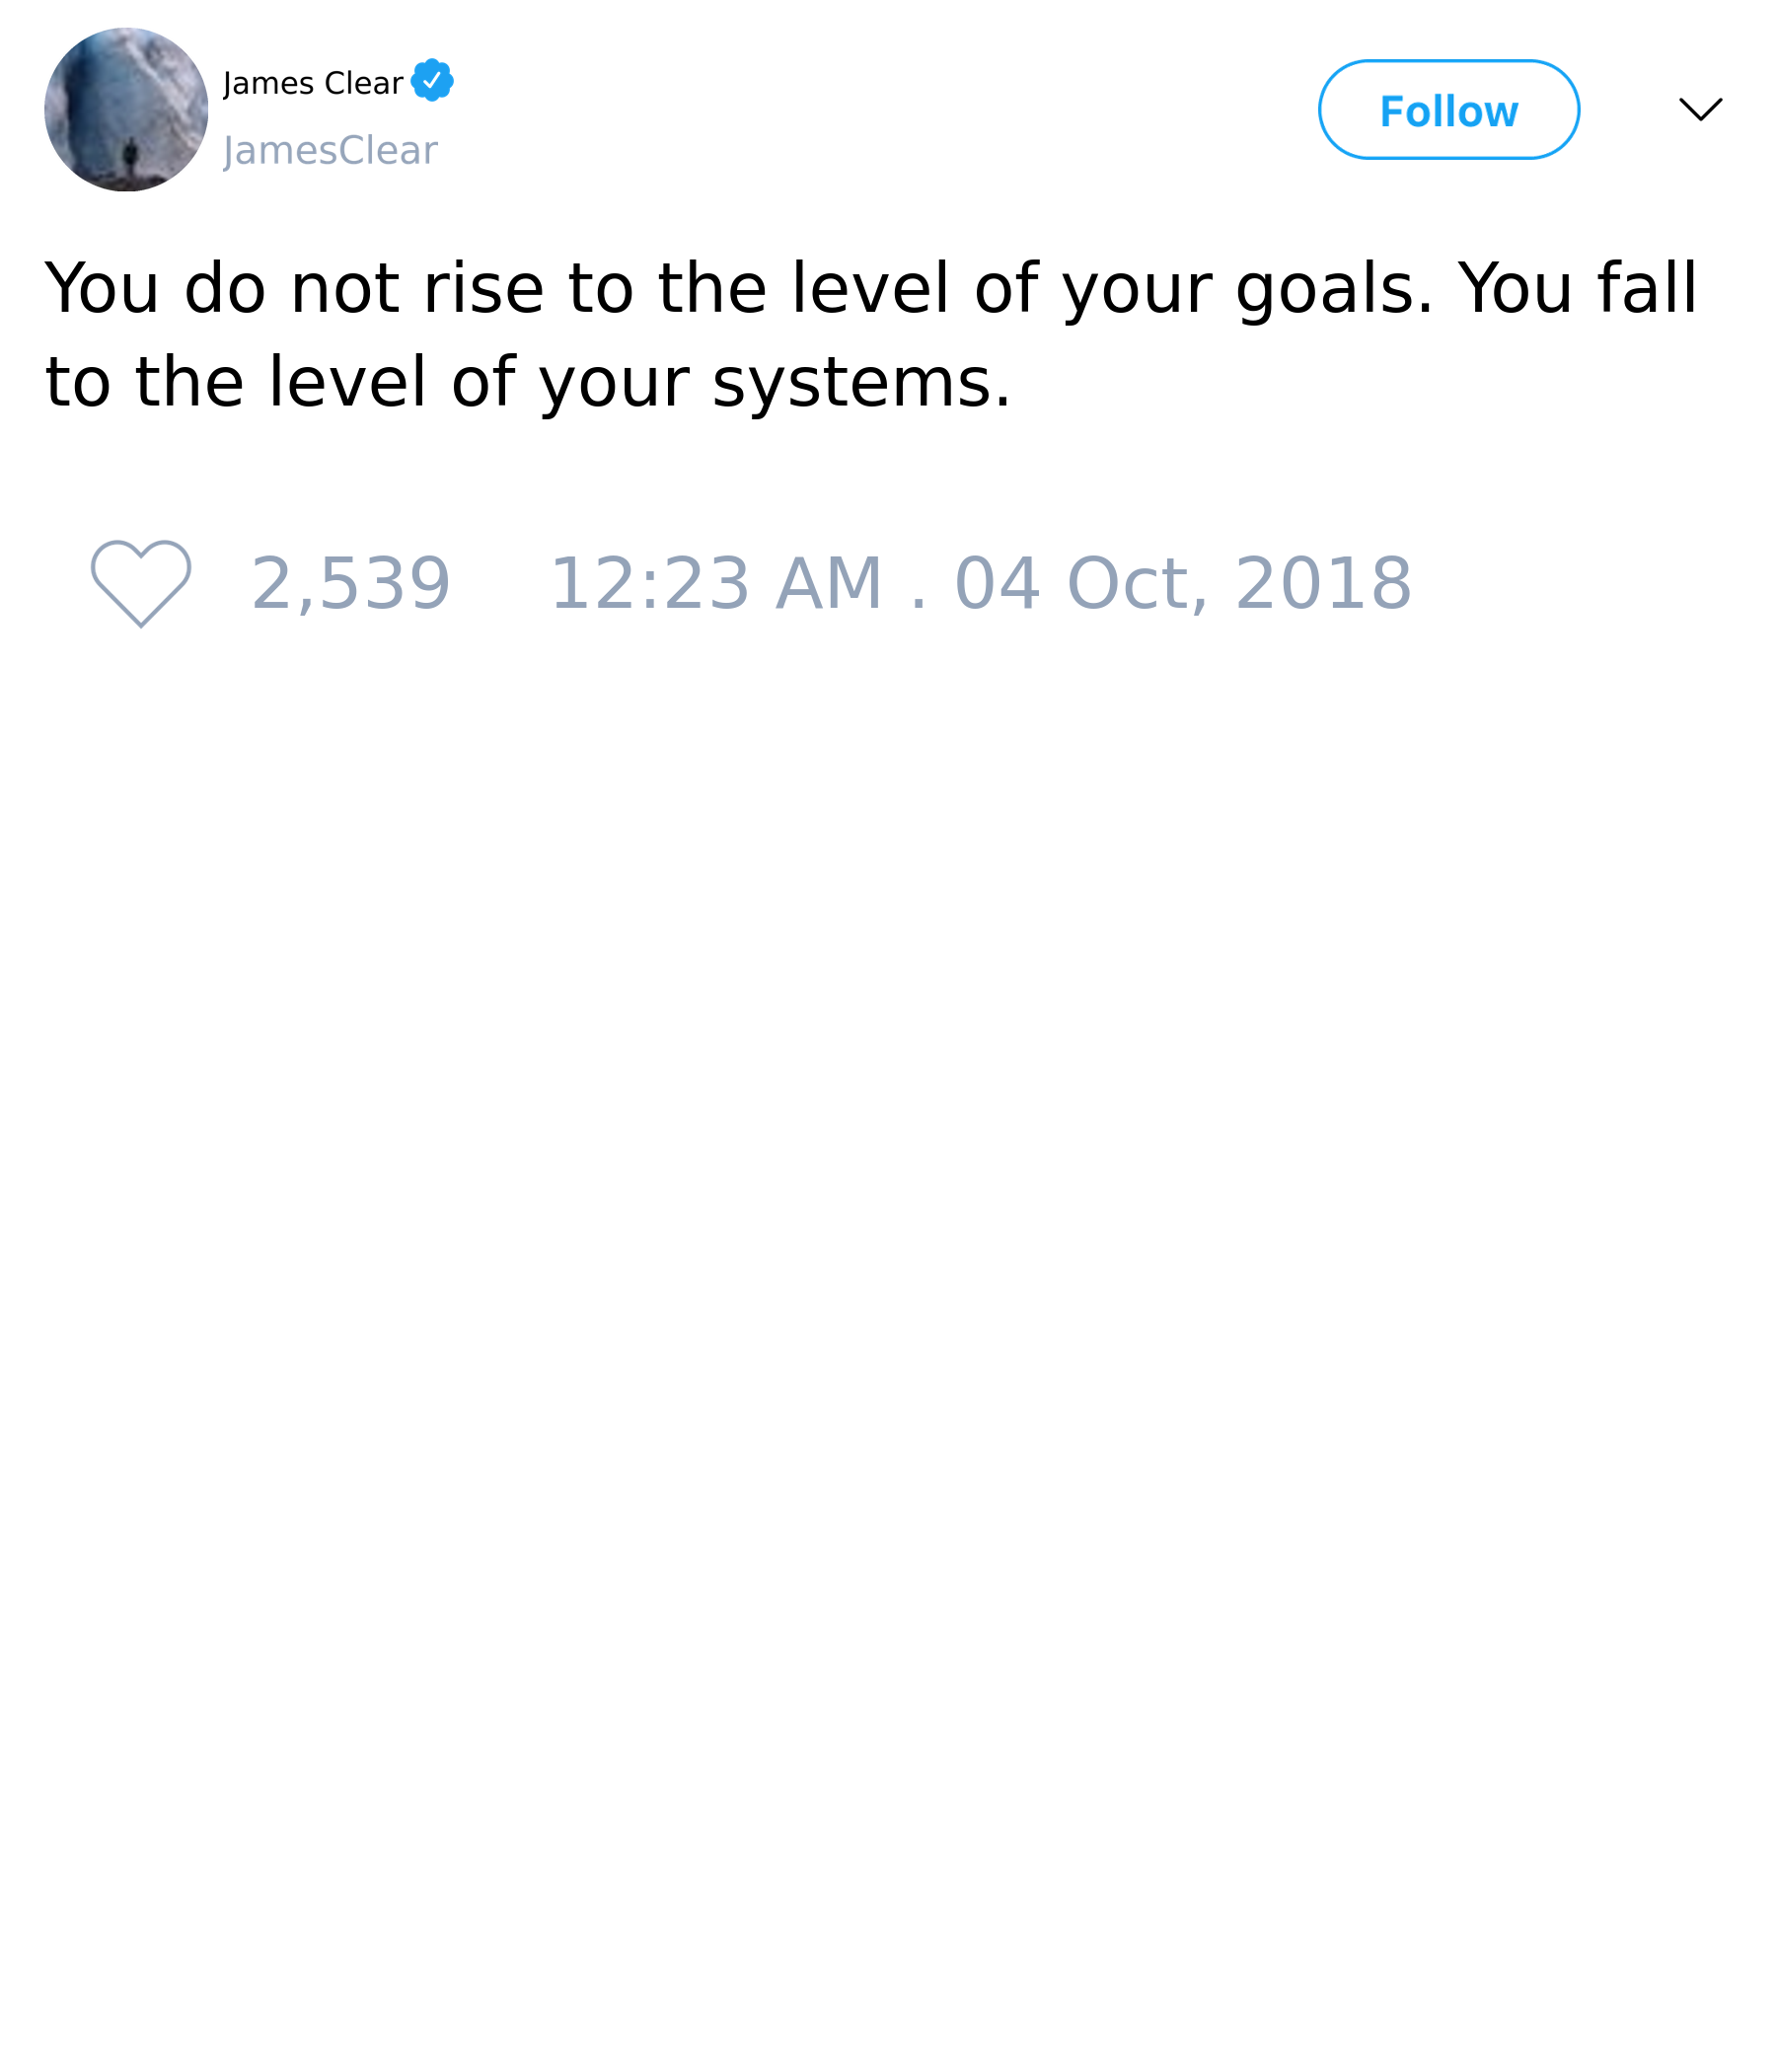 James Clear
JamesClear
Follow
You do not rise to the level of your goals. You fall
to the level of your systems.
2,539 12:23 AM . 04 Oct, 2018